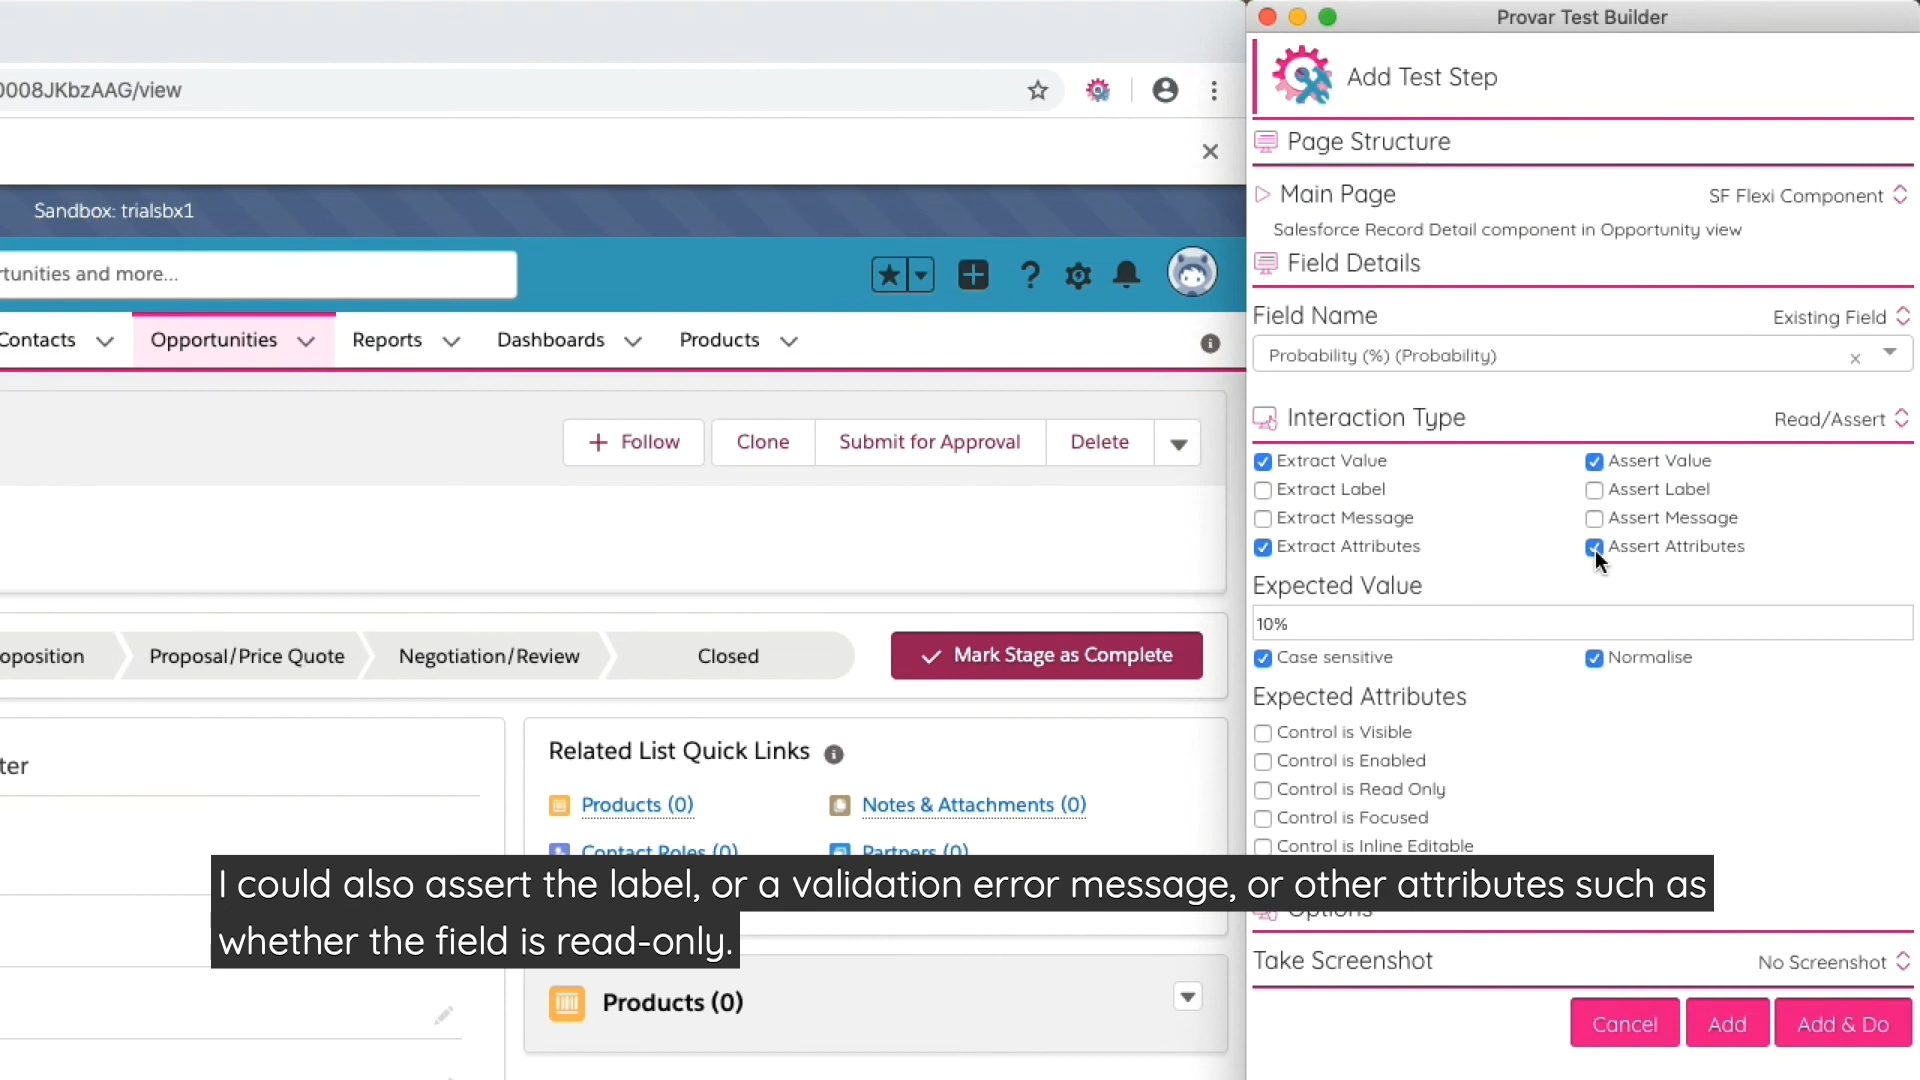 0008JKbzAAG/view
Sandbox: trialsbx1
rtunities and more...
Contacts
Opportunities
Reports
Dashboards
Products
Follow
Clone
Submit for Approval
Delete
oposition
Proposal/Price Quote
Negotiation/Review
Closed
Mark Stage as Complete
ter
Related List Quick Links
Products (0)
Notes & Attachments (0)
Contact Roles (0)
Partners (0)
Products (0)
Provar Test Builder
Add Test Step
Page Structure
Main Page
SF Flexi Component
Salesforce Record Detail component in Opportunity view
Field Details
Field Name
Existing Field
Probability (%) (Probability)
Interaction Type
Read/Assert
Extract Value
Assert Value
Extract Label
Assert Label
Extract Message
Assert Message
Extract Attributes
Assert Attributes
Expected Value
10%
Case sensitive
Normalise
Expected Attributes
Control is Visible
Control is Enabled
Control is Read Only
Control is Focused
Control is Inline Editable
Options
Take Screenshot
No Screenshot
Cancel
Add
Add & Do
I could also assert the label, or a validation error message, or other attributes such as
whether the field is read-only.